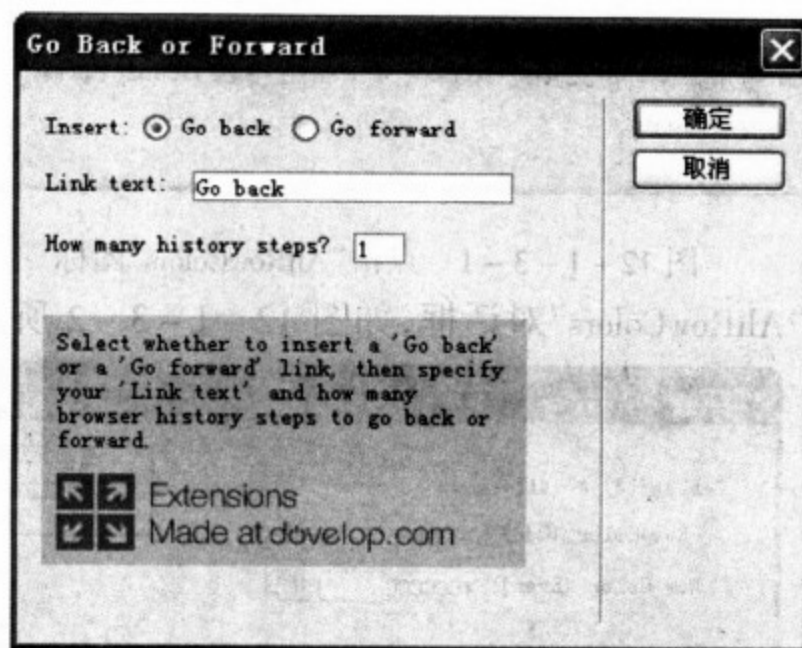 Go Back or Forward
Insert: Go back Go forward
确定
取消
Link text: Go back
How many history steps? 1
Select whether to insert a 'Go back'
or a 'Go forward' link, then specify
your 'Link text' and how many
browser history steps to go back or
forward.
Extensions
Made at dovelop.com